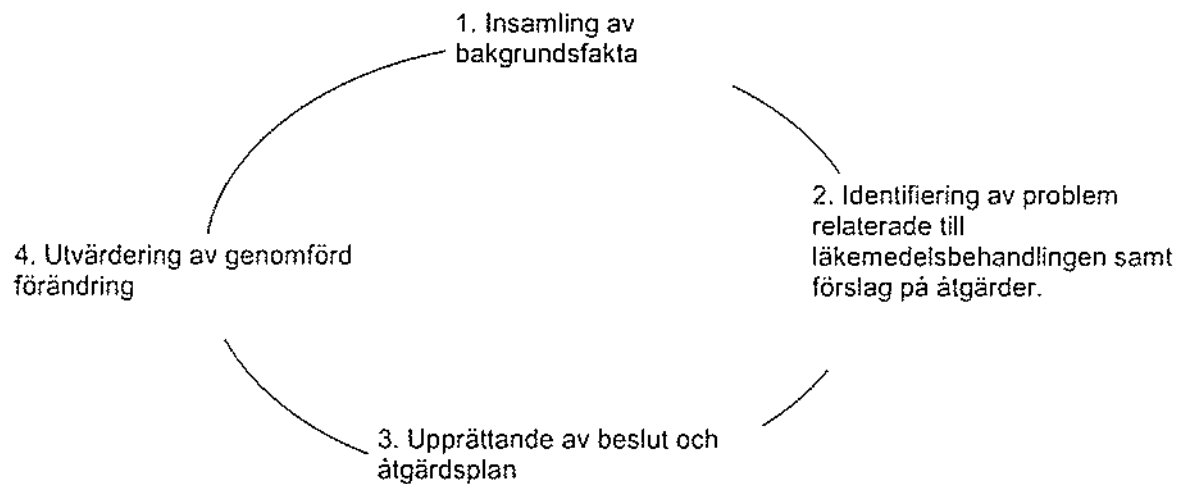 1. Insamling av
bakgrundsfakta
2. Identifiering av problem
relaterade till
läkemedelsbehandlingen samt
förslag på åtgärder.
3. Upprättande av beslut och
åtgärdsplan
4. Utvärdering av genomförd
förändring